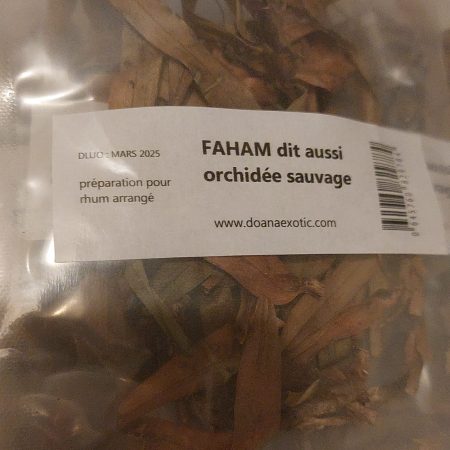 FAHAM dit aussi
orchidée sauvage
DLUO : MARS 2025
préparation pour
rhum arrangé
www.doanaexotic.com